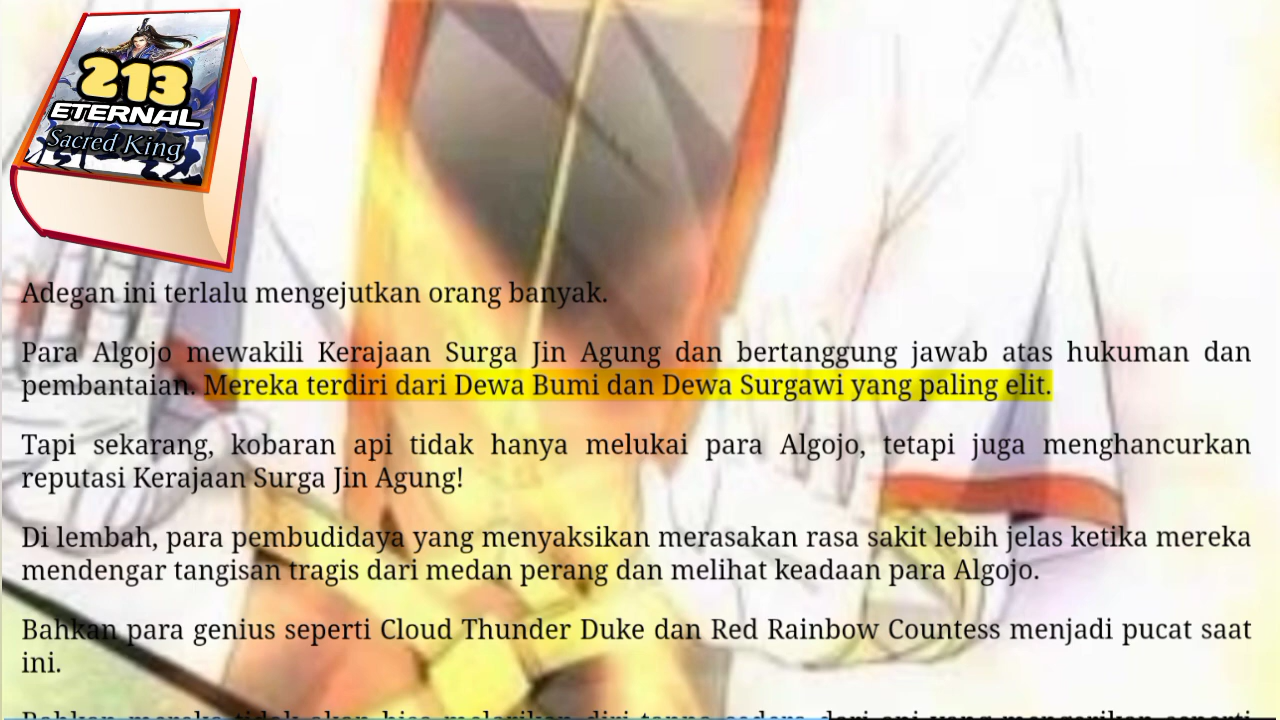 213
ETERNAL
Sacred King
Adegan ini terlalu mengejutkan orang banyak.
Para Algojo mewakili Kerajaan Surga Jin Agung dan bertanggung jawab atas hukuman dan
pembantaian. Mereka terdiri dari Dewa Bumi dan Dewa Surgawi yang paling elit.
Tapi sekarang, kobaran api tidak hanya melukai para Algojo, tetapi juga menghancurkan
reputasi Kerajaan Surga Jin Agung!
Di lembah, para pembudidaya yang menyaksikan merasakan rasa sakit lebih jelas ketika mereka
mendengar tangisan tragis dari medan perang dan melihat keadaan para Algojo.
Bahkan para genius seperti Cloud Thunder Duke dan Red Rainbow Countess menjadi pucat saat
ini.